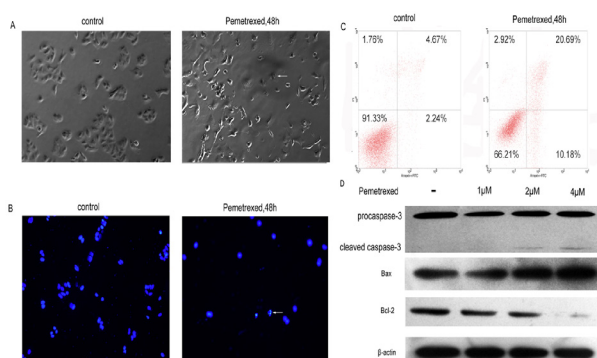 A
control
Pemetrexed,48h
B
control
Pemetrexed,48h
C
control
Pemetrexed,48h
1.76%
4.67%
91.33%
2.24%
2.92%
20.69%
66.21%
10.18%
D
Pemetrexed
-
1μM
2μM
4μM
procaspase-3
cleaved caspase-3
Bax
Bcl-2
β-actin